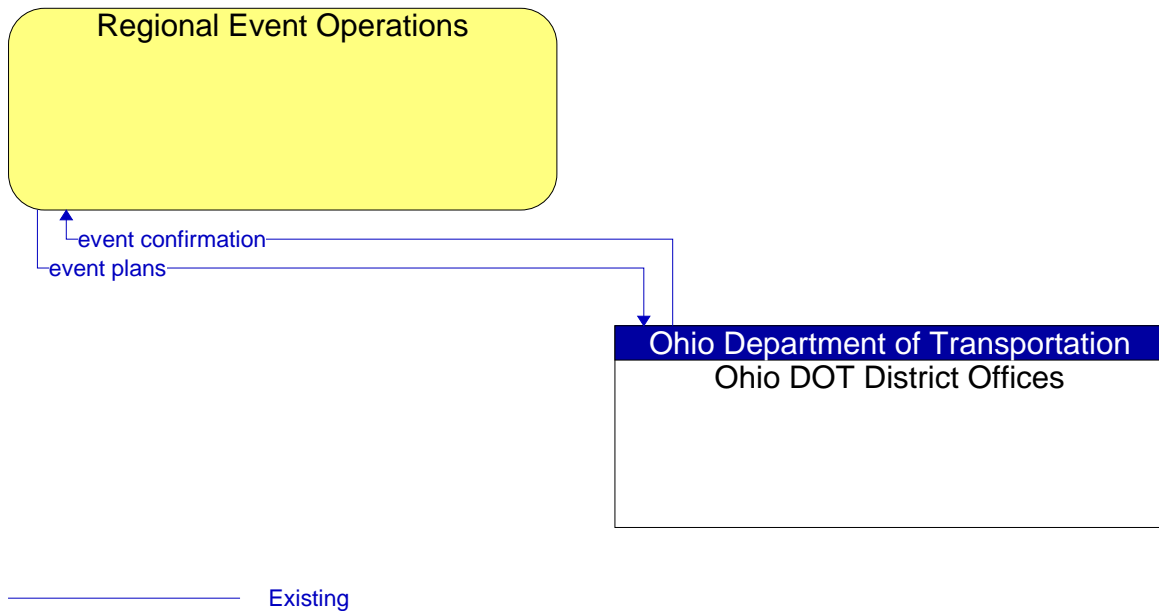 Regional Event Operations
event confirmation
event plans
Ohio Department of Transportation
Ohio DOT District Offices
Existing